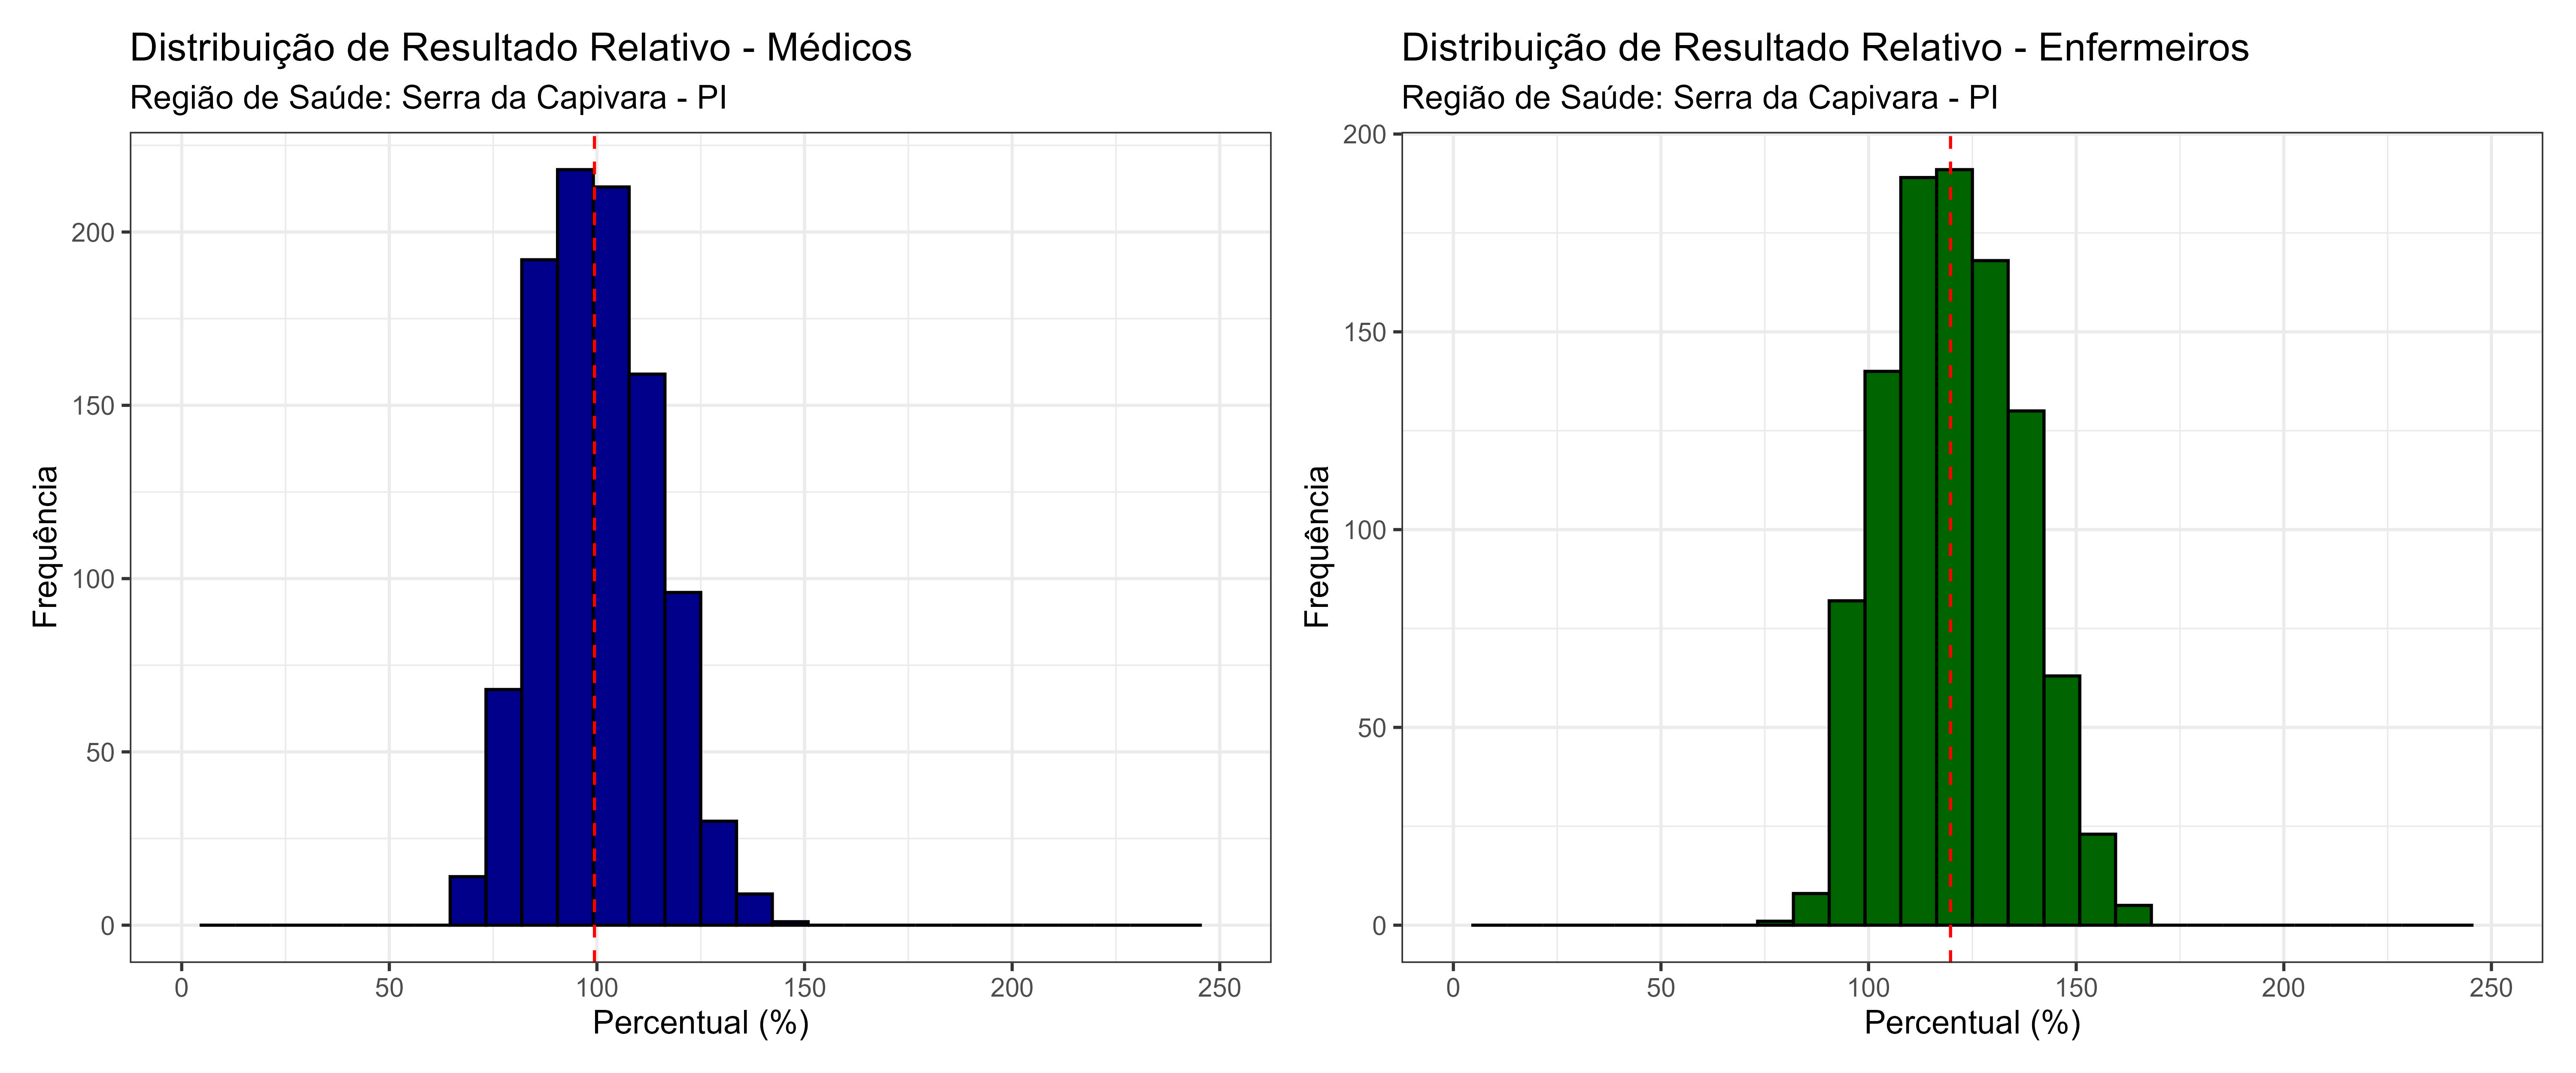 Distribuição de Resultado Relativo - Médicos
Região de Saúde: Serra da Capivara - PI
Frequência
200
150
100
50
0
0 50 100 150 200 250
Percentual (%)
Distribuição de Resultado Relativo - Enfermeiros
Região de Saúde: Serra da Capivara - PI
Frequência
200
150
100
50
0
0 50 100 150 200 250
Percentual (%)